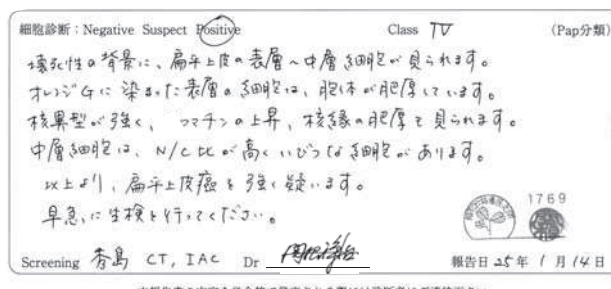 細胞診断：Negative Suspect Positive Class IV (Pap分類)
壊死性の背景に、扁平上皮の表層～中層細胞が見られます。
オレンジGに染まった表層の細胞は、胞体が肥厚しています。
核異型が強く、クロマチンの上昇、核縁の肥厚も見られます。
中層細胞は、N/C比が高くいびつな細胞があります。
以上より、扁平上皮癌を強く疑います。
早急に生検を行ってください。
1769
Screening 秀島 CT, IAC Dr
報告日 25年 1月 14日